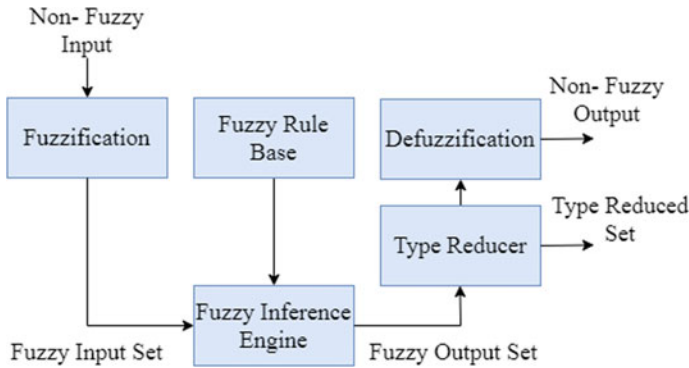 Non- Fuzzy
Input
Fuzzification
Fuzzy Rule
Base
Defuzzification
Non- Fuzzy
Output
Type Reducer
Type Reduced
Set
Fuzzy Inference
Engine
Fuzzy Input Set
Fuzzy Output Set